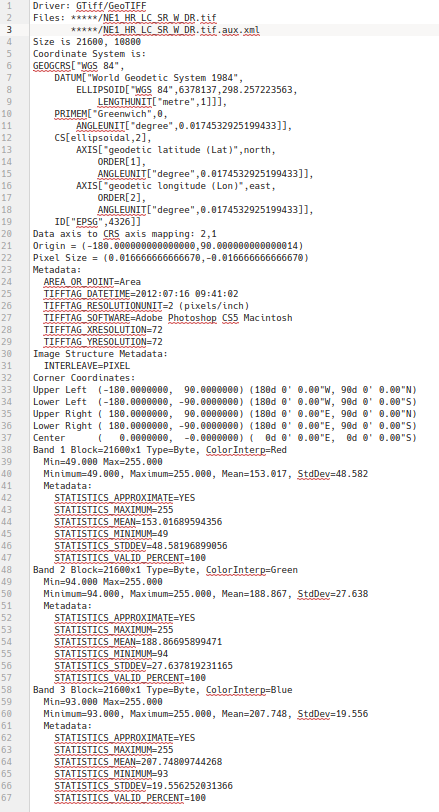 1 Driver: GTiff/GeoTIFF
2 Files: *****/NE1_HR_LC_SR_W_DR.tif
3 *****/NE1_HR_LC_SR_W_DR.tif.aux.xml
4 Size is 21600, 10800
5 Coordinate System is:
6 GEOGCRS["WGS 84",
7 DATUM["World Geodetic System 1984",
8 ELLIPSOID["WGS 84",6378137,298.257223563,
9 LENGTHUNIT["metre",1]]],
10 PRIMEM["Greenwich",0,
11 ANGLEUNIT["degree",0.0174532925199433]],
12 CS[ellipsoidal,2],
13 AXIS["geodetic latitude (Lat)",north,
14 ORDER[1],
15 ANGLEUNIT["degree",0.0174532925199433]],
16 AXIS["geodetic longitude (Lon)",east,
17 ORDER[2],
18 ANGLEUNIT["degree",0.0174532925199433]],
19 ID["EPSG",4326]]
20 Data axis to CRS axis mapping: 2,1
21 Origin = (-180.000000000000000,90.000000000000014)
22 Pixel Size = (0.016666666666670,-0.016666666666670)
23 Metadata:
24 AREA_OR_POINT=Area
25 TIFFTAG_DATETIME=2012:07:16 09:41:02
26 TIFFTAG_RESOLUTIONUNIT=2 (pixels/inch)
27 TIFFTAG_SOFTWARE=Adobe Photoshop CS5 Macintosh
28 TIFFTAG_XRESOLUTION=72
29 TIFFTAG_YRESOLUTION=72
30 Image Structure Metadata:
31 INTERLEAVE=PIXEL
32 Corner Coordinates:
33 Upper Left (-180.0000000, 90.0000000) (180d 0' 0.00"W, 90d 0' 0.00"N)
34 Lower Left (-180.0000000, -90.0000000) (180d 0' 0.00"W, 90d 0' 0.00"S)
35 Upper Right ( 180.0000000, 90.0000000) (180d 0' 0.00"E, 90d 0' 0.00"N)
36 Lower Right ( 180.0000000, -90.0000000) (180d 0' 0.00"E, 90d 0' 0.00"S)
37 Center ( 0.0000000, -0.0000000) ( 0d 0' 0.00"E, 0d 0' 0.00"S)
38 Band 1 Block=21600x1 Type=Byte, ColorInterp=Red
39 Min=49.000 Max=255.000
40 Minimum=49.000, Maximum=255.000, Mean=153.017, StdDev=48.582
41 Metadata:
42 STATISTICS_APPROXIMATE=YES
43 STATISTICS_MAXIMUM=255
44 STATISTICS_MEAN=153.01689594356
45 STATISTICS_MINIMUM=49
46 STATISTICS_STDDEV=48.58196899056
47 STATISTICS_VALID_PERCENT=100
48 Band 2 Block=21600x1 Type=Byte, ColorInterp=Green
49 Min=94.000 Max=255.000
50 Minimum=94.000, Maximum=255.000, Mean=188.867, StdDev=27.638
51 Metadata:
52 STATISTICS_APPROXIMATE=YES
53 STATISTICS_MAXIMUM=255
54 STATISTICS_MEAN=188.86695899471
55 STATISTICS_MINIMUM=94
56 STATISTICS_STDDEV=27.637819231165
57 STATISTICS_VALID_PERCENT=100
58 Band 3 Block=21600x1 Type=Byte, ColorInterp=Blue
59 Min=93.000 Max=255.000
60 Minimum=93.000, Maximum=255.000, Mean=207.748, StdDev=19.556
61 Metadata:
62 STATISTICS_APPROXIMATE=YES
63 STATISTICS_MAXIMUM=255
64 STATISTICS_MEAN=207.74809744268
65 STATISTICS_MINIMUM=93
66 STATISTICS_STDDEV=19.556252031366
67 STATISTICS_VALID_PERCENT=100